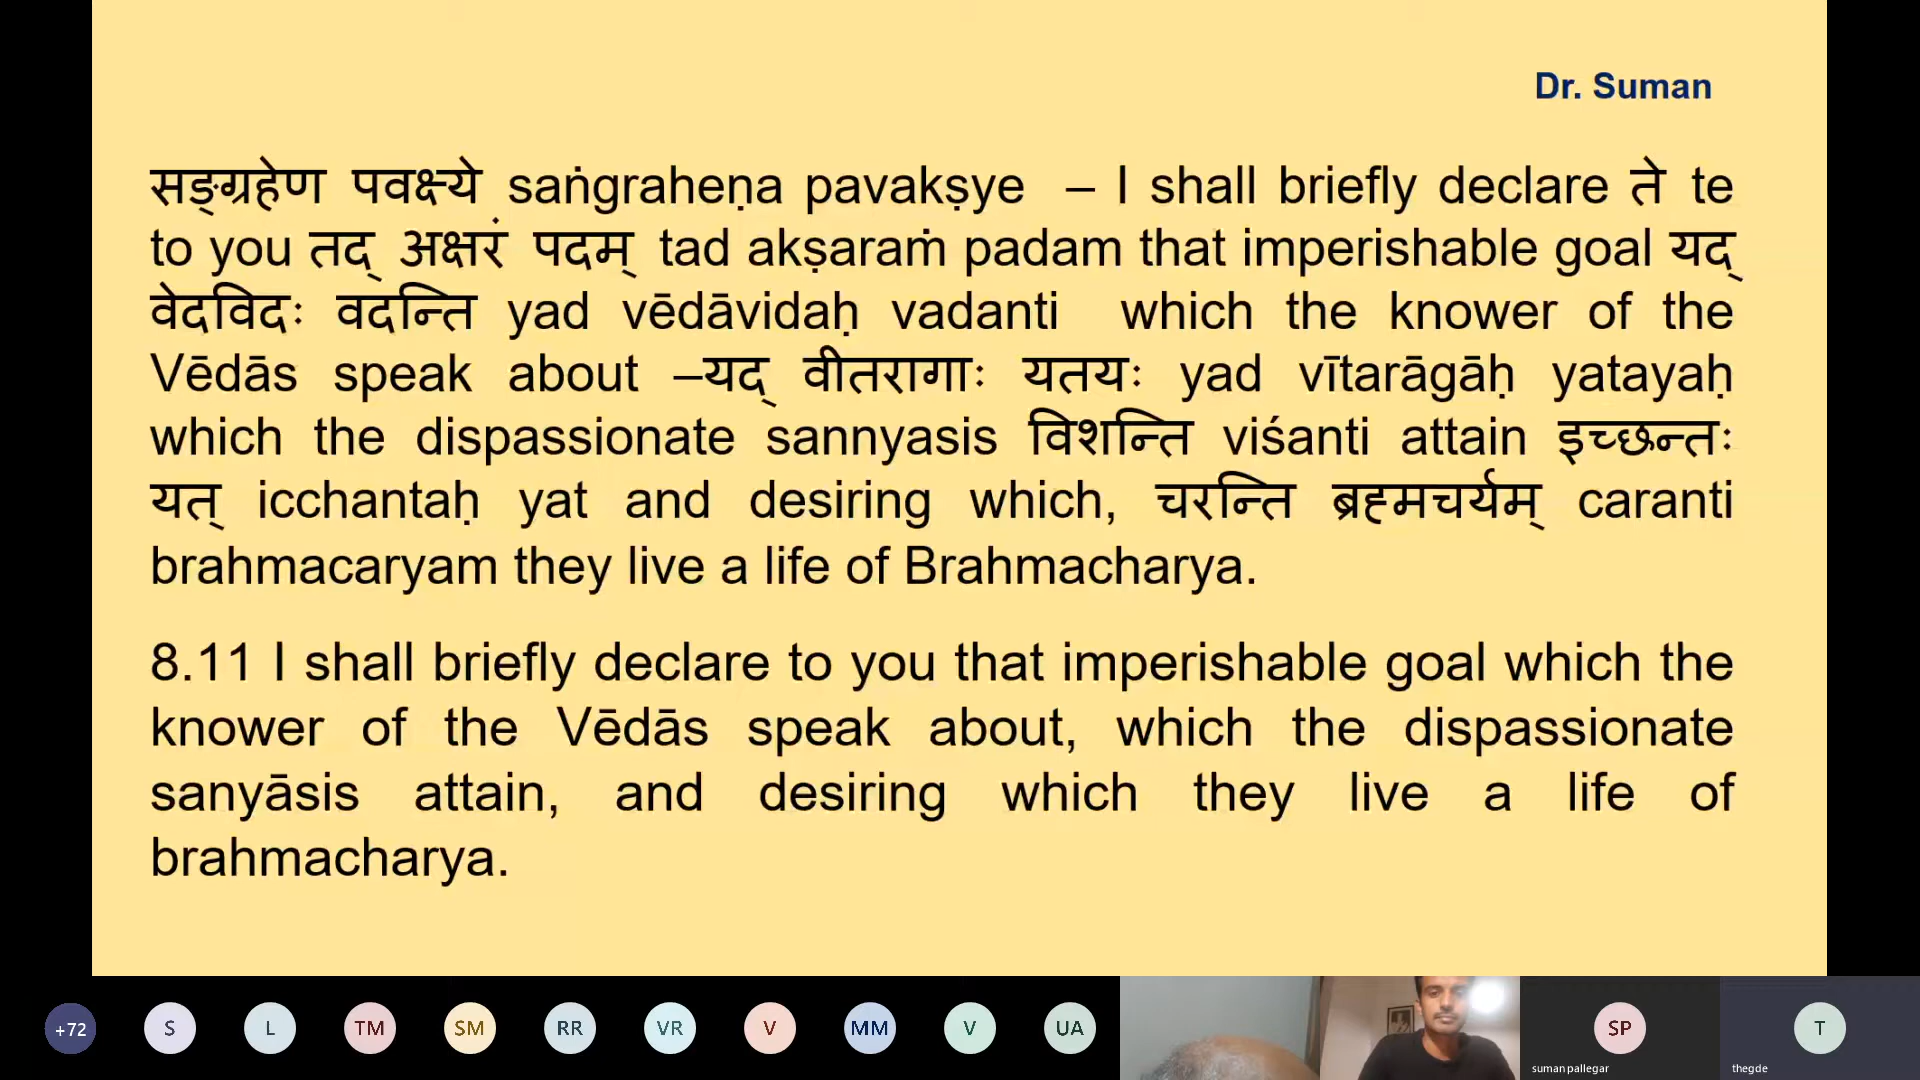 Dr. Suman
सङ्ग्रहेण पवक्ष्ये saṅgraheṇa pavakṣye – I shall briefly declare ते te
to you तद् अक्षरं पदम् tad akṣaraṁ padam that imperishable goal यद्
वेदविदः वदन्ति yad vēdāvidaḥ vadanti which the knower of the
Vēdās speak about –यद् वीतरागाः यतयः yad vītarāgāḥ yatayaḥ
which the dispassionate sannyasis विशन्ति viśanti attain इच्छन्तः
यत् icchantaḥ yat and desiring which, चरन्ति ब्रह्मचर्यम् caranti
brahmacaryam they live a life of Brahmacharya.
8.11 I shall briefly declare to you that imperishable goal which the
knower of the Vēdās speak about, which the dispassionate
sanyāsis attain, and desiring which they live a life of
brahmacharya.
+72 S L TM SM RR VR V MM V UA SP T
suman pallegar thegde